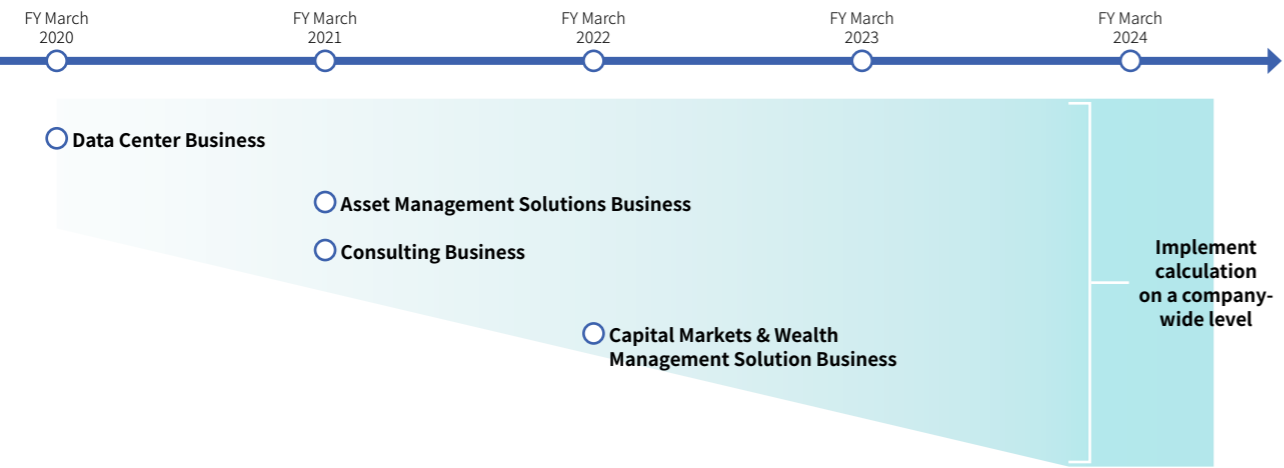 FY March
2020
FY March
2021
FY March
2022
FY March
2023
FY March
2024
Data Center Business
Asset Management Solutions Business
Consulting Business
Capital Markets & Wealth
Management Solution Business
Implement
calculation
on a company-
wide level